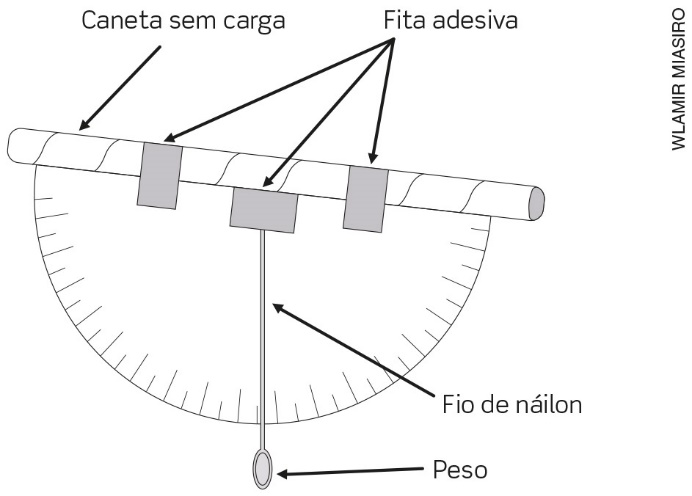 Caneta sem carga
Fita adesiva
WLAMIR MIASIRO
Fio de náilon
Peso